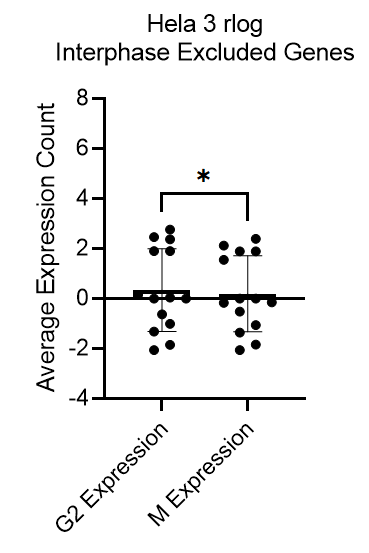 Hela 3 rlog
Interphase Excluded Genes
Average Expression Count
8
6
4
2
0
-2
-4
*
G2 Expression
M Expression